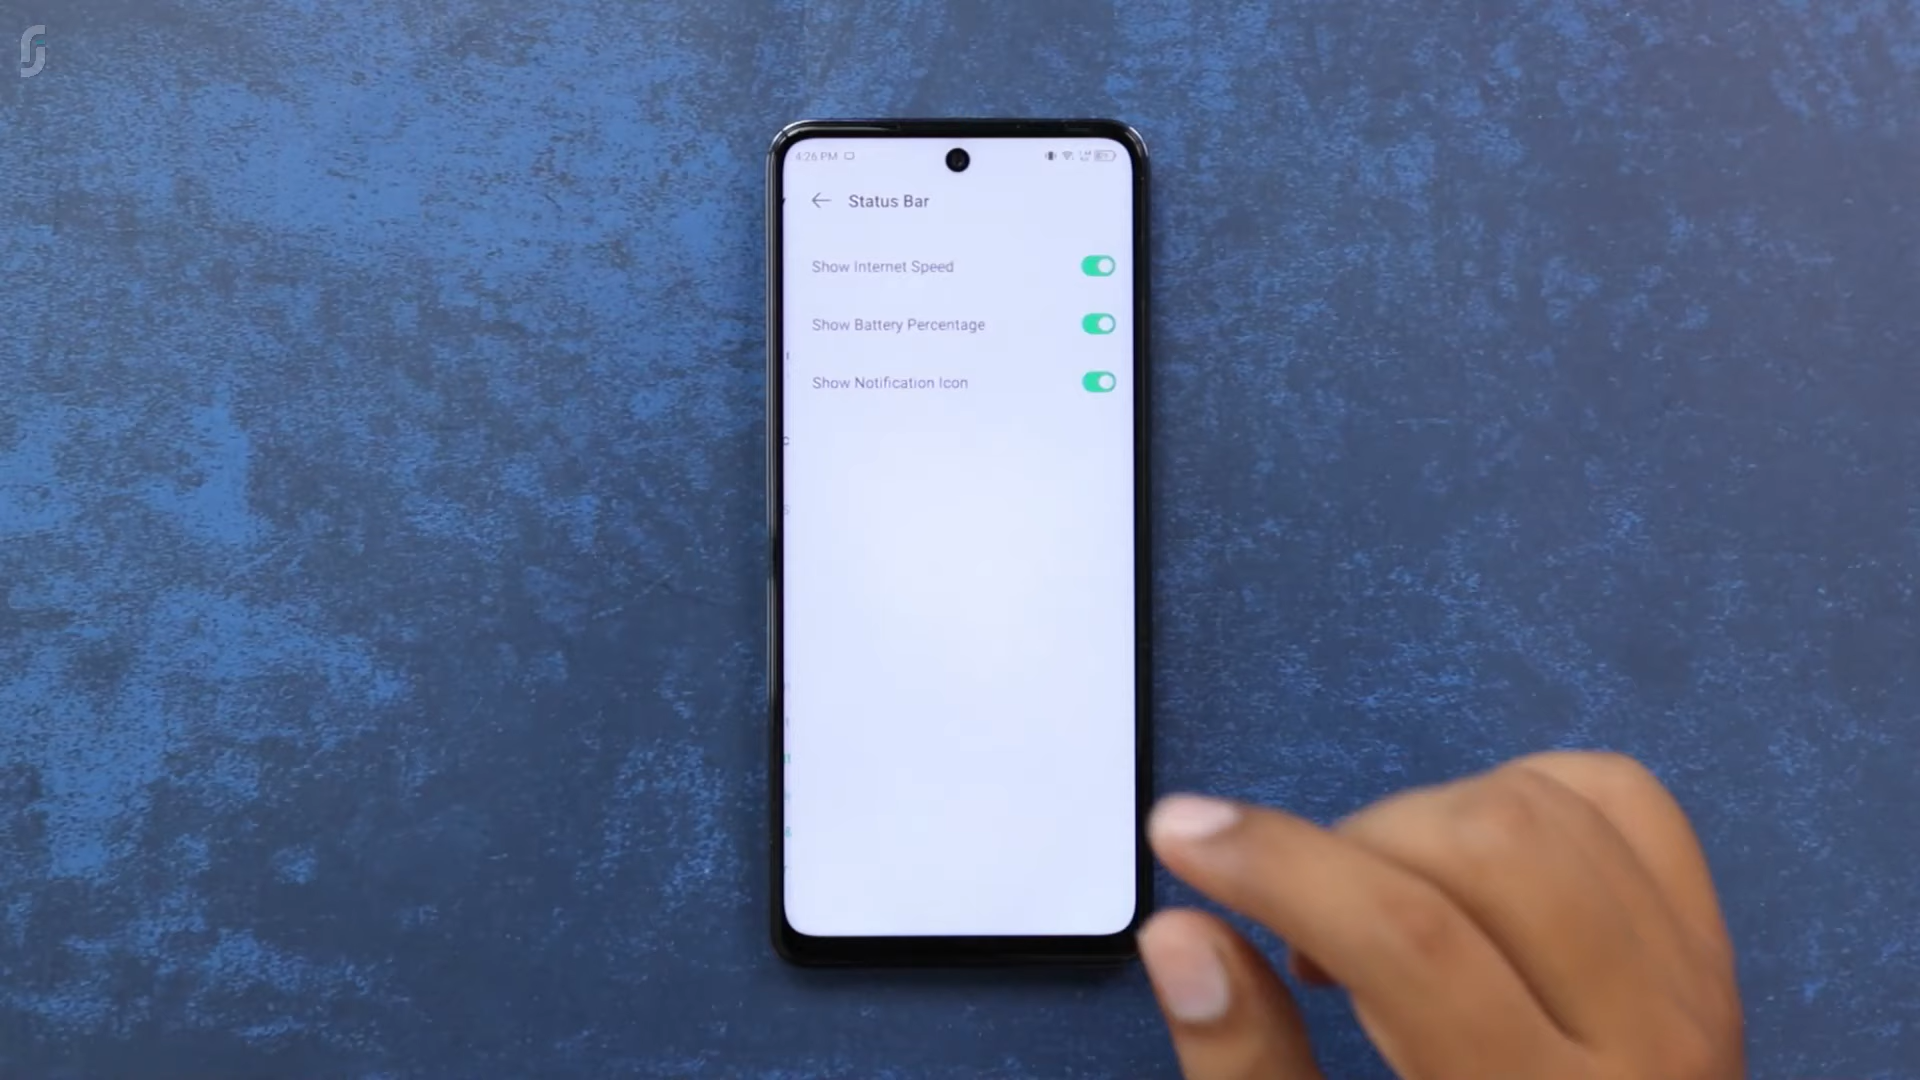 4:26 PM
Status Bar
Show Internet Speed
Show Battery Percentage
Show Notification Icon